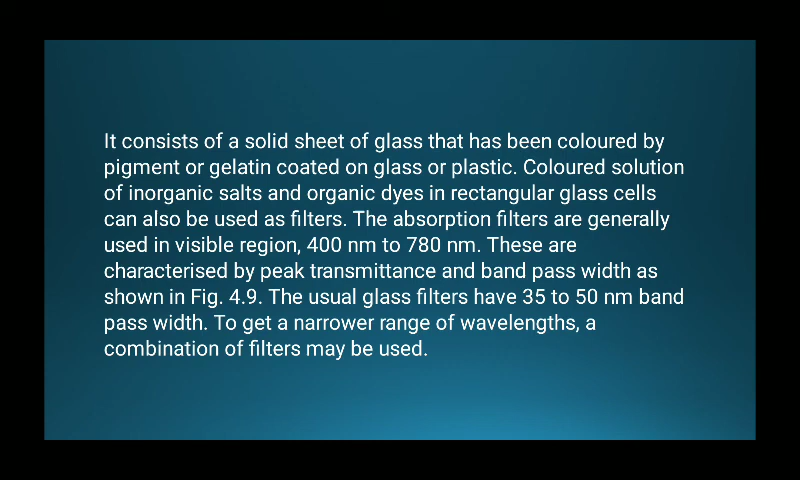 It consists of a solid sheet of glass that has been coloured by
pigment or gelatin coated on glass or plastic. Coloured solution
of inorganic salts and organic dyes in rectangular glass cells
can also be used as filters. The absorption filters are generally
used in visible region, 400 nm to 780 nm. These are
characterised by peak transmittance and band pass width as
shown in Fig. 4.9. The usual glass filters have 35 to 50 nm band
pass width. To get a narrower range of wavelengths, a
combination of filters may be used.